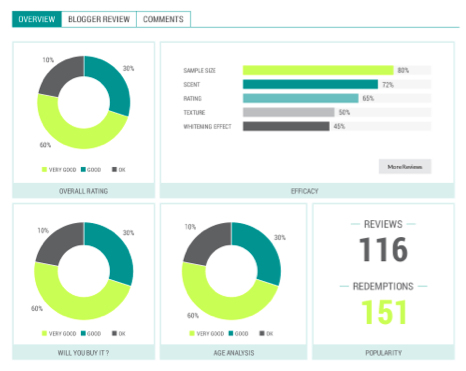 OVERVIEW
BLOGGER REVIEW
COMMENTS
10%
30%
60%
VERY GOOD GOOD OK
OVERALL RATING
SAMPLE SIZE 80%
SCENT 72%
RATING 65%
TEXTURE 50%
WHITENING EFFECT 45%
More Reviews
EFFICACY
10%
30%
60%
VERY GOOD GOOD OK
WILL YOU BUY IT ?
10%
30%
60%
VERY GOOD GOOD OK
AGE ANALYSIS
REVIEWS
116
REDEMPTIONS
151
POPULARITY